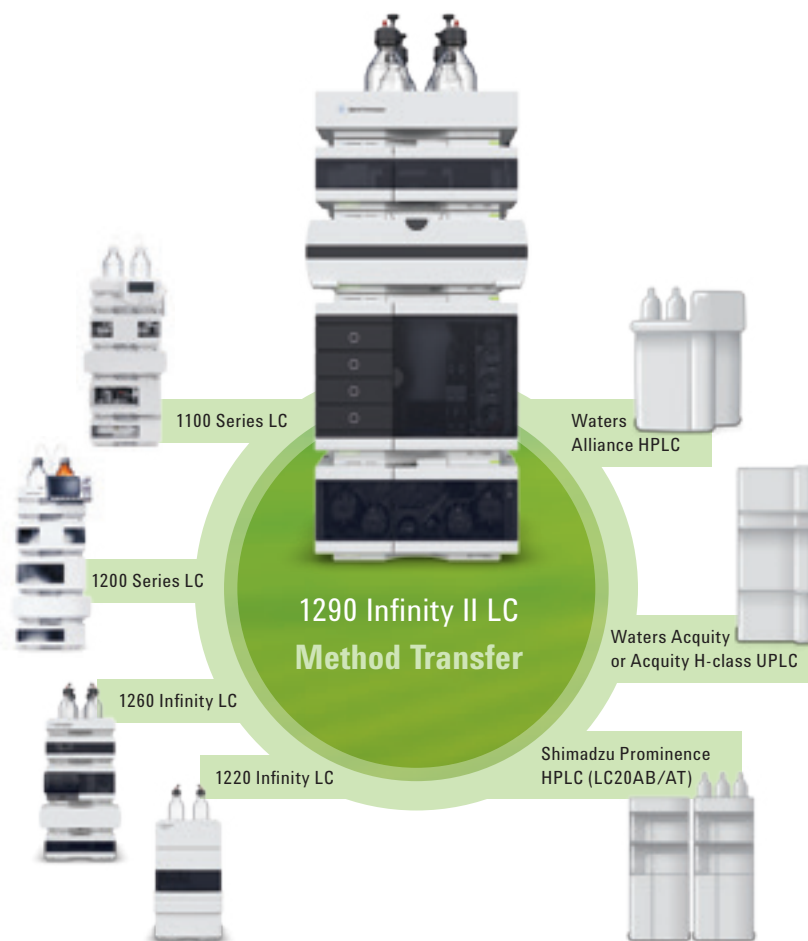 1100 Series LC
1200 Series LC
1260 Infinity LC
1220 Infinity LC
1290 Infinity II LC
Method Transfer
Waters
Alliance HPLC
Waters Acquity
or Acquity H-class UPLC
Shimadzu Prominence
HPLC (LC20AB/AT)